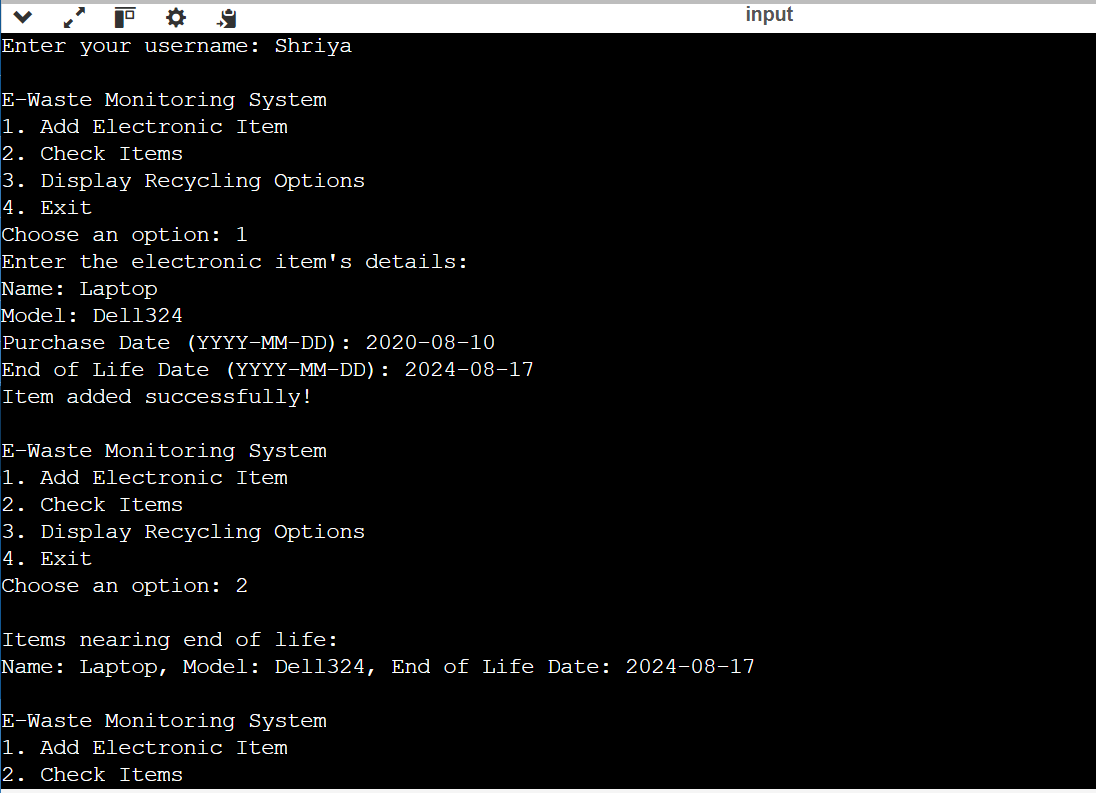 input
Enter your username: Shriya
E-Waste Monitoring System
1. Add Electronic Item
2. Check Items
3. Display Recycling Options
4. Exit
Choose an option: 1
Enter the electronic item's details:
Name: Laptop
Model: Dell324
Purchase Date (YYYY-MM-DD): 2020-08-10
End of Life Date (YYYY-MM-DD): 2024-08-17
Item added successfully!
E-Waste Monitoring System
1. Add Electronic Item
2. Check Items
3. Display Recycling Options
4. Exit
Choose an option: 2
Items nearing end of life:
Name: Laptop, Model: Dell324, End of Life Date: 2024-08-17
E-Waste Monitoring System
1. Add Electronic Item
2. Check Items